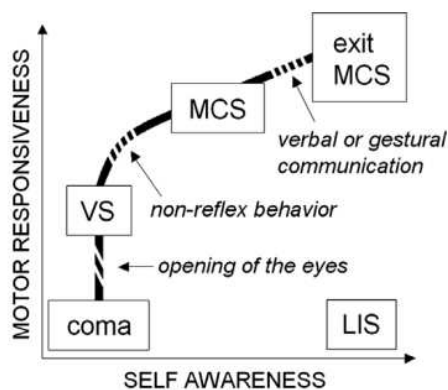 exit
MCS
MCS
verbal or gestural
communication
VS
non-reflex behavior
opening of the eyes
coma
LIS
MOTOR RESPONSIVENESS
SELF AWARENESS